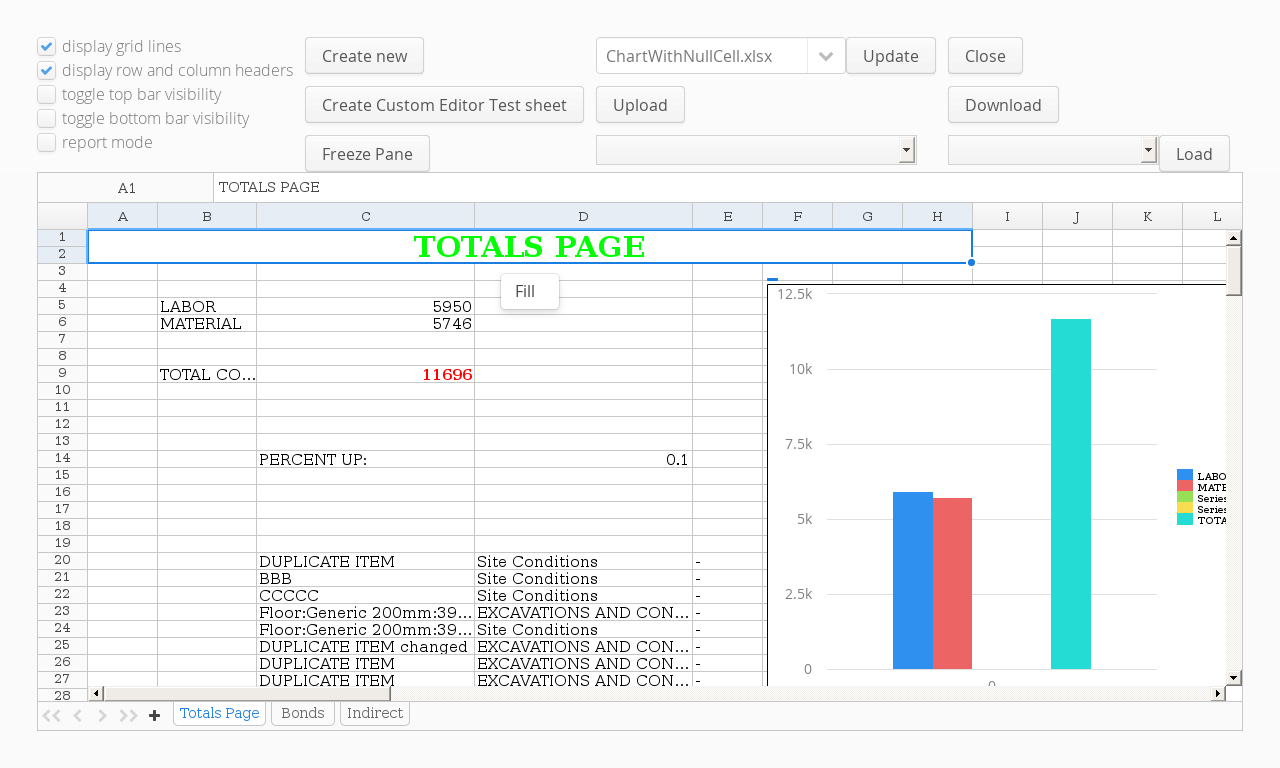 display grid lines
display row and column headers
toggle top bar visibility
toggle bottom bar visibility
report mode
Create new
ChartWithNullCell.xlsx
Update
Close
Create Custom Editor Test sheet
Upload
Download
Freeze Pane
Load
A1 TOTALS PAGE
A B C D E F G H I J K L
1 TOTALS PAGE
2
3
4
Fill
5 LABOR 5950
6 MATERIAL 5746
7
8
9 TOTAL CO... 11696
10
11
12
13
14 PERCENT UP: 0.1
15
16
17
18
19
20 DUPLICATE ITEM Site Conditions -
21 BBB Site Conditions -
22 CCCCC Site Conditions -
23 Floor:Generic 200mm:39... EXCAVATIONS AND CON... -
24 Floor:Generic 200mm:39... Site Conditions -
25 DUPLICATE ITEM changed EXCAVATIONS AND CON... -
26 DUPLICATE ITEM EXCAVATIONS AND CON... -
27 DUPLICATE ITEM EXCAVATIONS AND CON... -
28
12.5k
10k
7.5k
5k
2.5k
0
0
LABO
MATE
Series
Series
TOTA
Totals Page Bonds Indirect